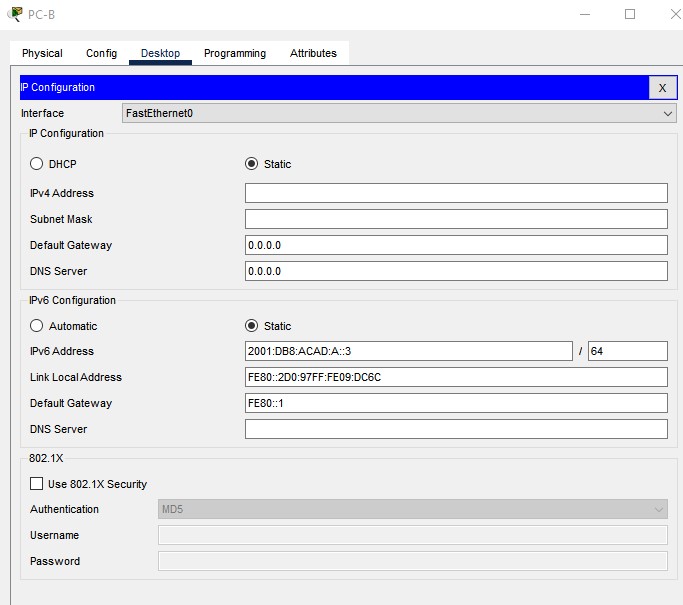 PC-B
Physical Config Desktop Programming Attributes
IP Configuration X
Interface FastEthernet0
IP Configuration
DHCP Static
IPv4 Address
Subnet Mask
Default Gateway 0.0.0.0
DNS Server 0.0.0.0
IPv6 Configuration
Automatic Static
IPv6 Address 2001:DB8:ACAD:A::3 / 64
Link Local Address FE80::2D0:97FF:FE09:DC6C
Default Gateway FE80::1
DNS Server
802.1X
Use 802.1X Security
Authentication MD5
Username
Password